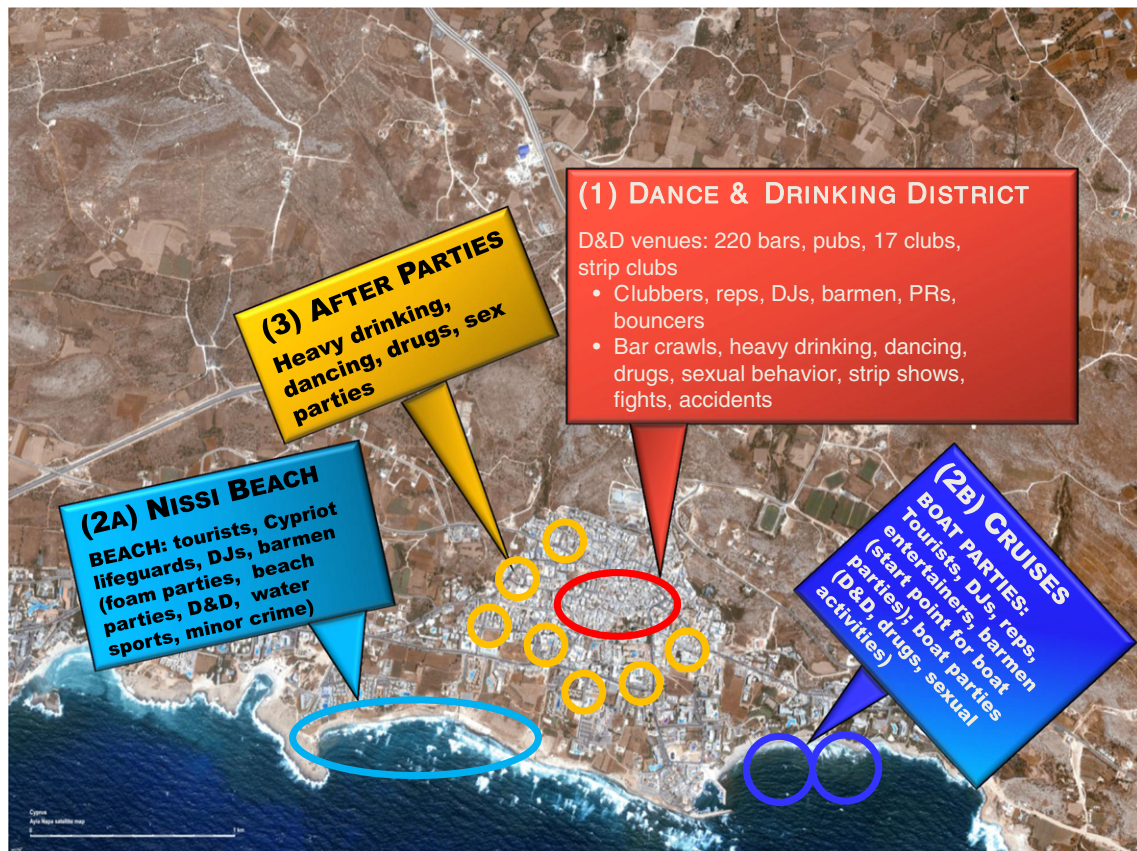 (1) DANCE & DRINKING DISTRICT
D&D venues: 220 bars, pubs, 17 clubs,
strip clubs
• Clubbers, reps, DJs, barmen, PRs,
bouncers
• Bar crawls, heavy drinking, dancing,
drugs, sexual behavior, strip shows,
fights, accidents
(3) AFTER PARTIES
Heavy drinking,
dancing, drugs, sex
parties
(2A) NISSI BEACH
BEACH: tourists, Cypriot
lifeguards, DJs, barmen
(foam parties, beach
parties, D&D, water
sports, minor crime)
(2B) CRUISES
BOAT PARTIES:
Tourists, DJs, reps,
entertainers, barmen
(start point for boat
parties); boat parties
(D&D, drugs, sexual
activities)
Cyprus
Ayia Napa satellite map
0 1 km